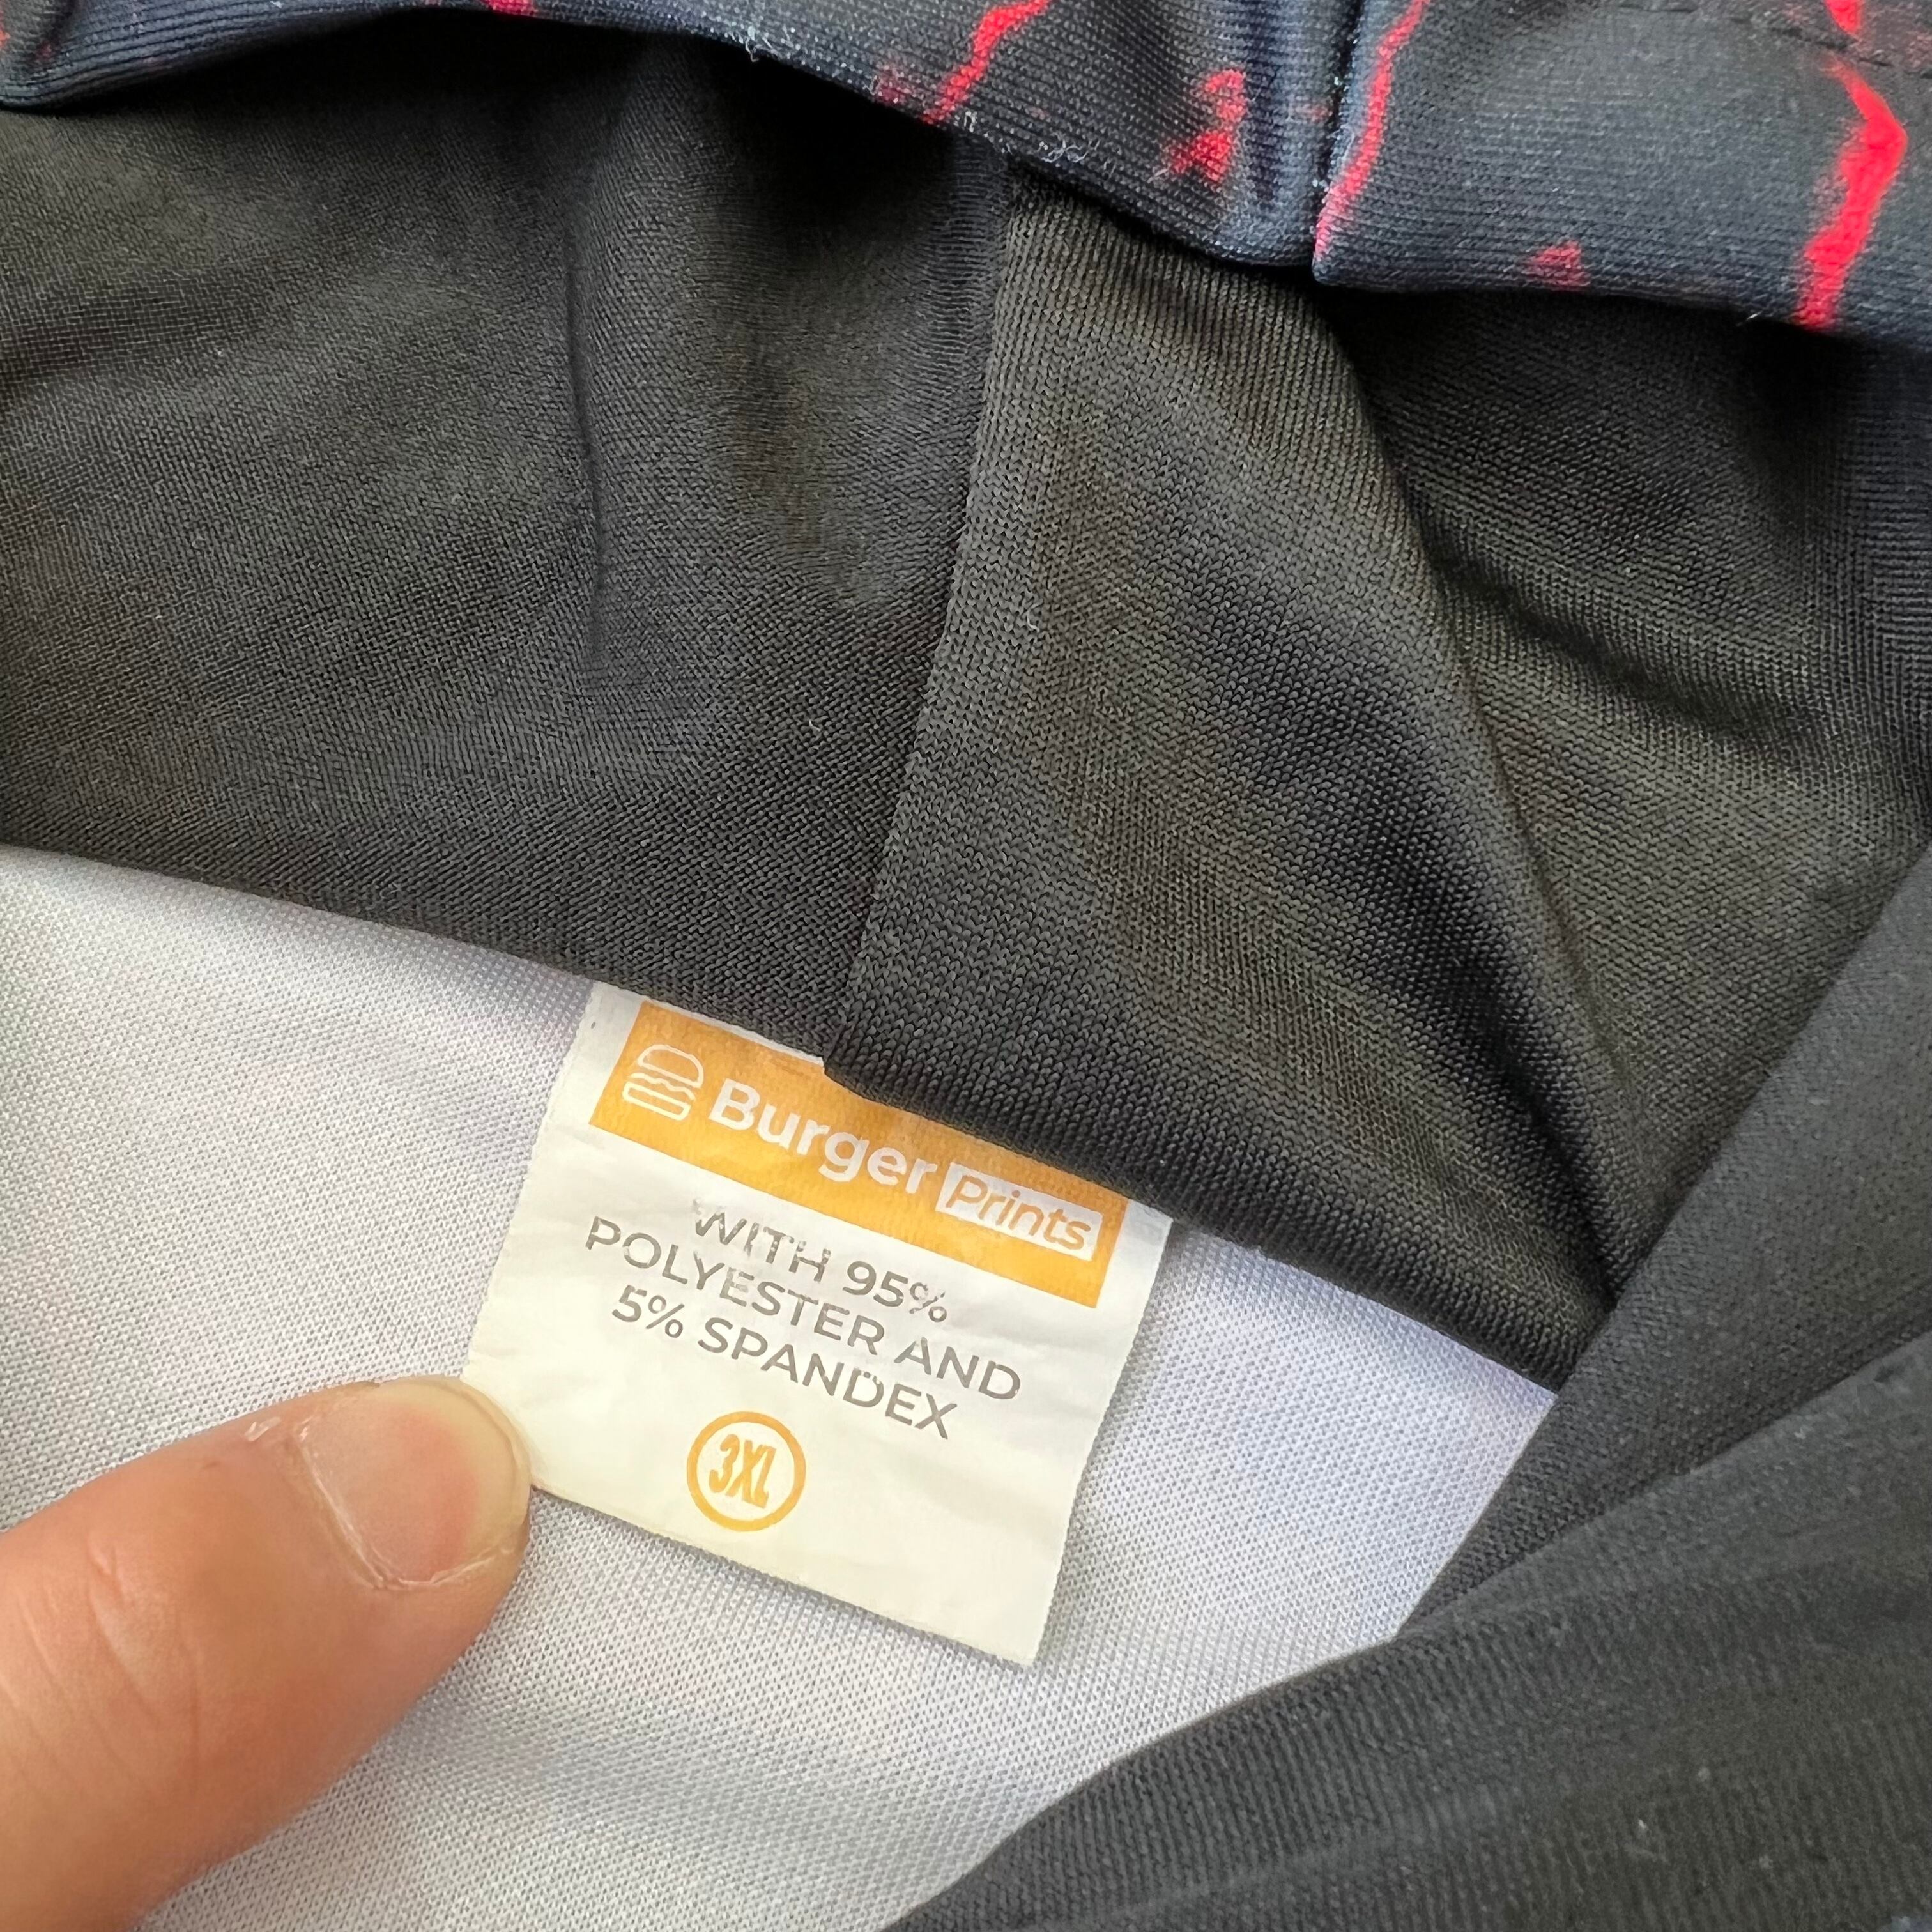 Burger Prints
WITH 95%
POLYESTER AND
5% SPANDEX
3XL